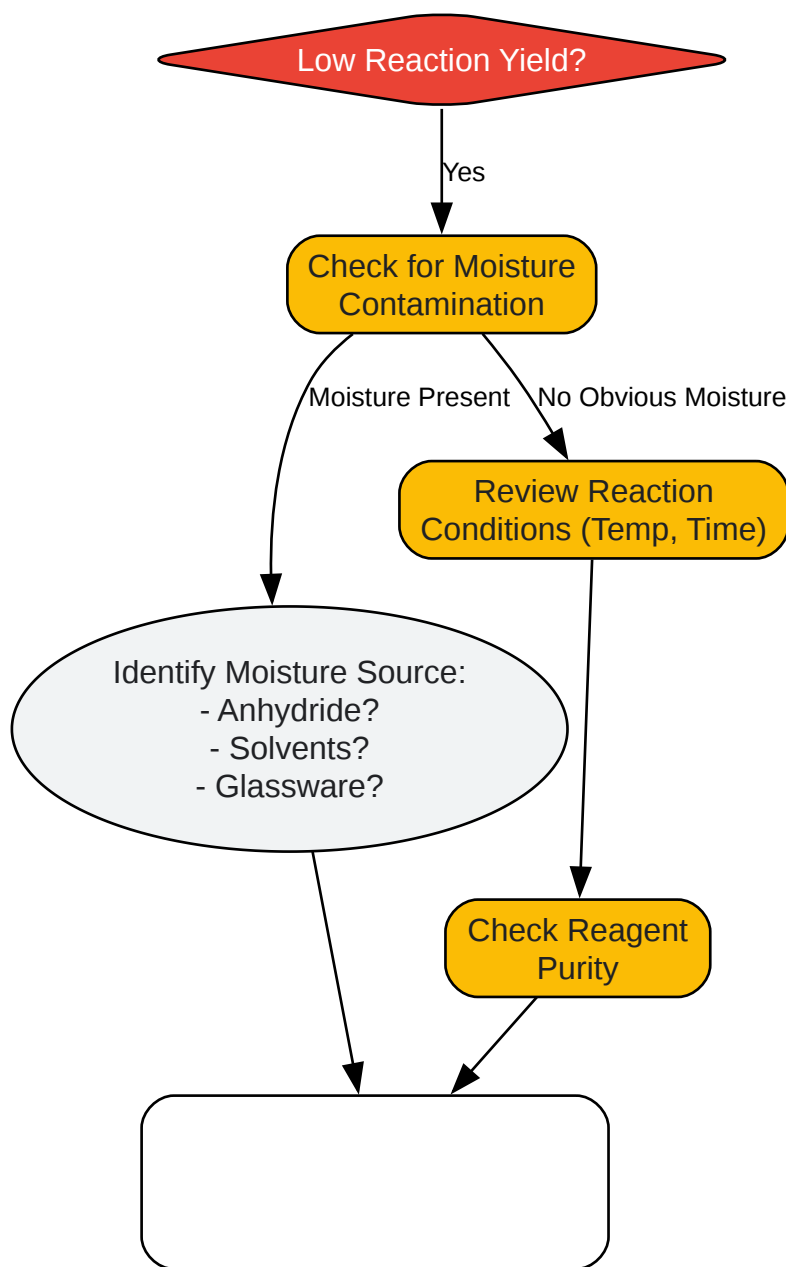 Low Reaction Yield?
Yes
Check for Moisture
Contamination
Moisture Present
No Obvious Moisture
Review Reaction
Conditions (Temp, Time)
Identify Moisture Source:
- Anhydride?
- Solvents?
- Glassware?
Check Reagent
Purity